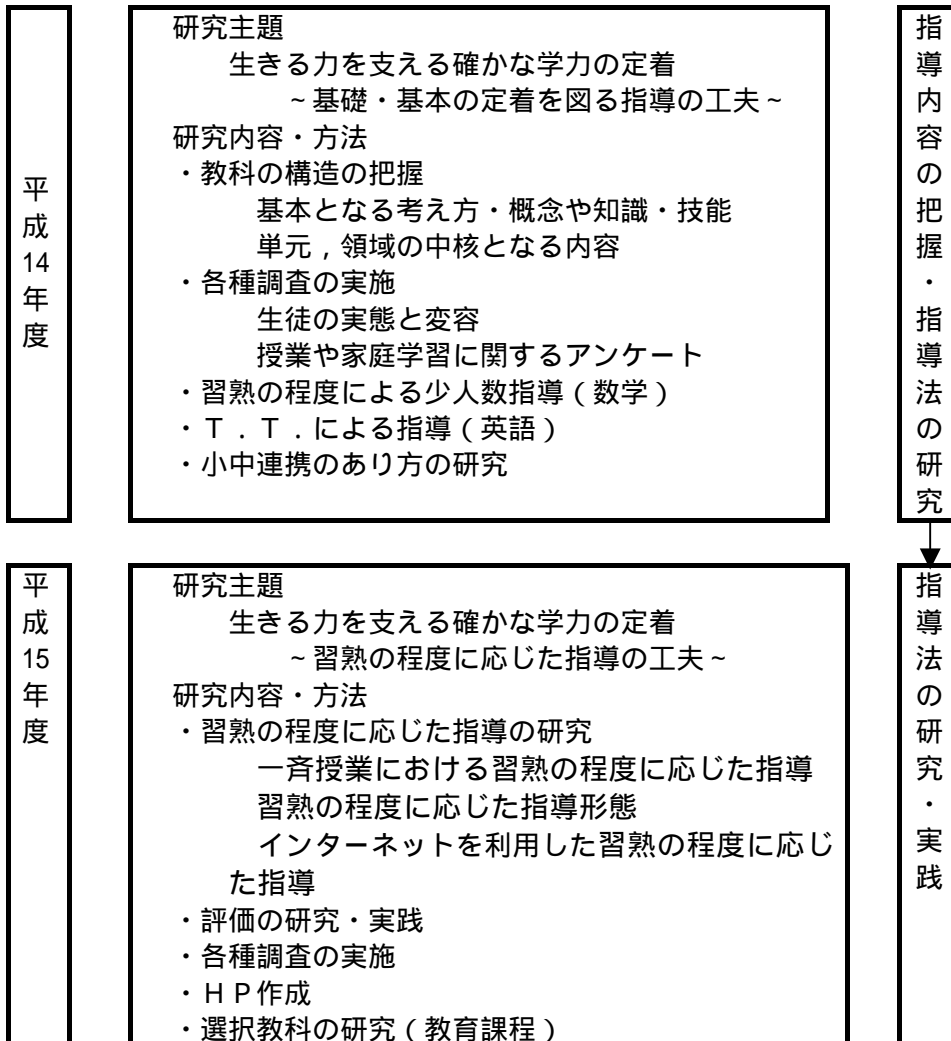 平成14年度
研究主題
生きる力を支える確かな学力の定着
~基礎・基本の定着を図る指導の工夫~
研究内容・方法
・教科の構造の把握
基本となる考え方・概念や知識・技能
単元,領域の中核となる内容
・各種調査の実施
生徒の実態と変容
授業や家庭学習に関するアンケート
・習熟の程度による少人数指導(数学)
・T.T.による指導(英語)
・小中連携のあり方の研究
指導内容の把握・指導法の研究
平成15年度
研究主題
生きる力を支える確かな学力の定着
~習熟の程度に応じた指導の工夫~
研究内容・方法
・習熟の程度に応じた指導の研究
一斉授業における習熟の程度に応じた指導
習熟の程度に応じた指導形態
インターネットを利用した習熟の程度に応じ
た指導
・評価の研究・実践
・各種調査の実施
・HP作成
・選択教科の研究(教育課程)
指導法の研究・実践